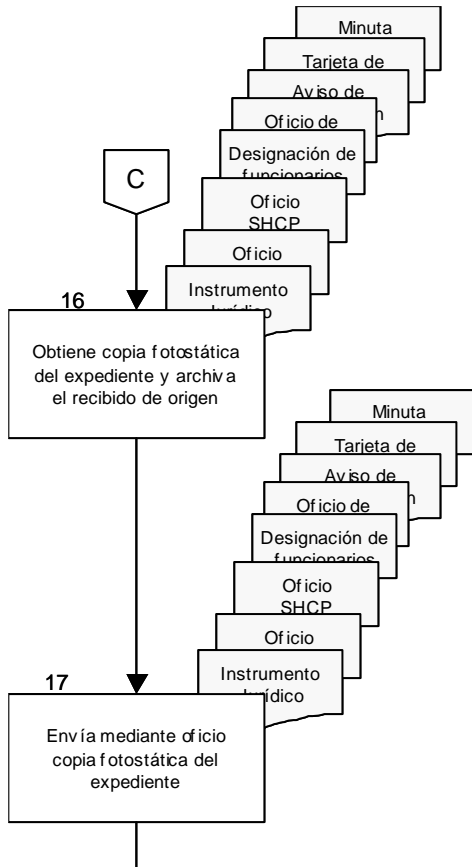 Minuta
Tarjeta de
Aviso de
Oficio de
Designación de
funcionarios
Oficio
SHCP
Oficio
Instrumento
Jurídico
C
16
Obtiene copia fotostática
del expediente y archiva
el recibido de origen
Minuta
Tarjeta de
Aviso de
Oficio de
Designación de
funcionarios
Oficio
SHCP
Oficio
Instrumento
Jurídico
17
Envía mediante oficio
copia fotostática del
expediente